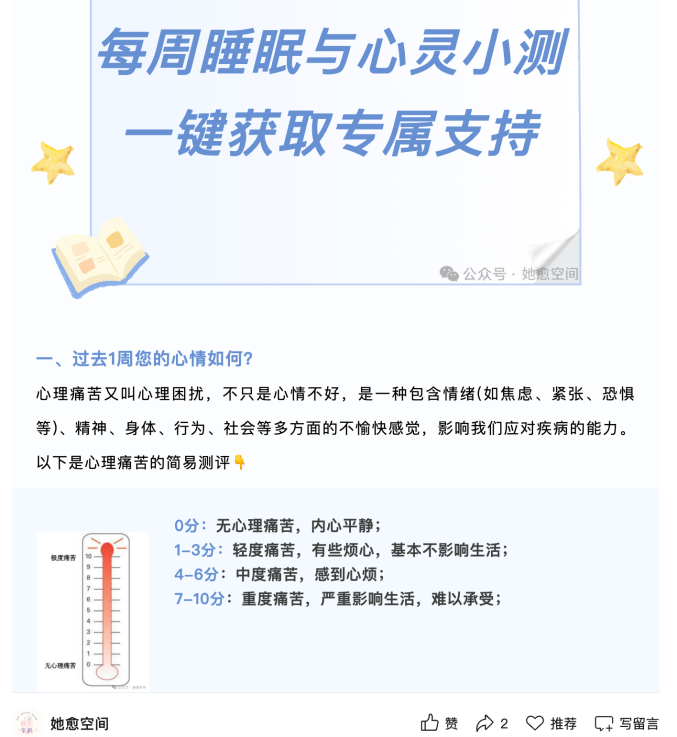 每周睡眠与心灵小测
一键获取专属支持
公众号 · 她愈空间
一、过去1周您的心情如何?
心理痛苦又叫心理困扰，不只是心情不好，是一种包含情绪(如焦虑、紧张、恐惧
等)、精神、身体、行为、社会等多方面的不愉快感觉，影响我们应对疾病的能力。
以下是心理痛苦的简易测评👇
0分：无心理痛苦，内心平静；
1–3分：轻度痛苦，有些烦心，基本不影响生活；
4–6分：中度痛苦，感到心烦；
7–10分：重度痛苦，严重影响生活，难以承受；
极度痛苦
10
9
8
7
6
5
4
3
2
1
无心理痛苦 0
她愈空间
赞 2 推荐 写留言